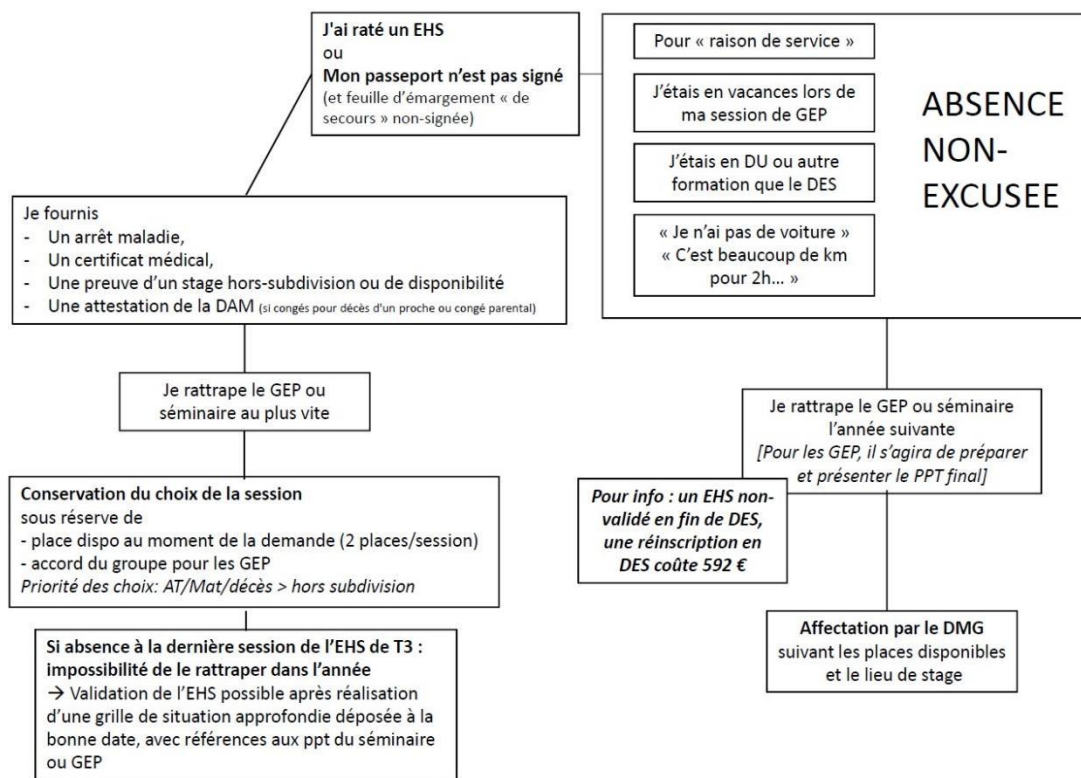 J'ai raté un EHS
ou
Mon passeport n'est pas signé
(et feuille d'émargement « de
secours » non-signée)
Pour « raison de service »
J'étais en vacances lors de
ma session de GEP
J'étais en DU ou autre
formation que le DES
« Je n'ai pas de voiture »
« C'est beaucoup de km
pour 2h... »
ABSENCE
NON-
EXCUSEE
Je fournis
- Un arrêt maladie,
- Un certificat médical,
- Une preuve d'un stage hors-subdivision ou de disponibilité
- Une attestation de la DAM (si congés pour décès d'un proche ou congé parental)
Je rattrape le GEP ou
séminaire au plus vite
Conservation du choix de la session
sous réserve de
- place dispo au moment de la demande (2 places/session)
- accord du groupe pour les GEP
Priorité des choix: AT/Mat/décès > hors subdivision
Si absence à la dernière session de l'EHS de T3 :
impossibilité de le rattraper dans l'année
→ Validation de l'EHS possible après réalisation
d'une grille de situation approfondie déposée à la
bonne date, avec références aux ppt du séminaire
ou GEP
Je rattrape le GEP ou séminaire
l'année suivante
[Pour les GEP, il s'agira de préparer
et présenter le PPT final]
Pour info : un EHS non-
validé en fin de DES,
une réinscription en
DES coûte 592 €
Affectation par le DMG
suivant les places disponibles
et le lieu de stage